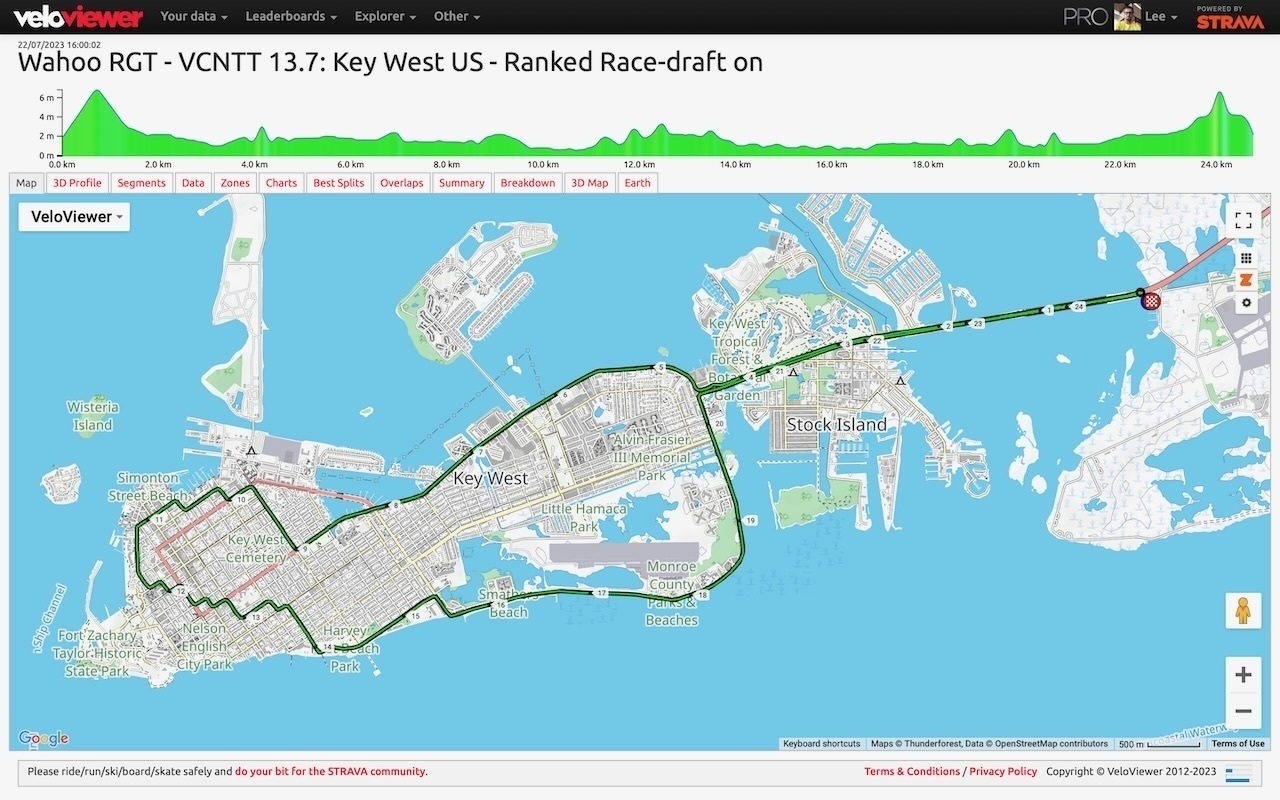 veloviewer Your data Leaderboards Explorer Other PRO Lee POWERED BY STRAVA
22/07/2023 16:00:02
Wahoo RGT - VCNTT 13.7: Key West US - Ranked Race-draft on
6 m
4 m
2 m
0 m
0.0 km 2.0 km 4.0 km 6.0 km 8.0 km 10.0 km 12.0 km 14.0 km 16.0 km 18.0 km 20.0 km 22.0 km 24.0 km
Map 3D Profile Segments Data Zones Charts Best Splits Overlaps Summary Breakdown 3D Map Earth
VeloViewer
Z
1 24
2 23
3 22
Key West
Tropical
Forest &
Botanical
Garden
4 21
5
6
20
Wisteria
Island
Stock Island
Alvin Frasier
III Memorial
Park
7
Key West
Simonton
Street Beach
10
8
Little Hamaca
Park
11
19
Key West
Cemetery
9
Monroe
County
Parks &
Beaches
12
Smathers
Beach
16
17
18
Ship Channel
13
15
Fort Zachary
Taylor Historic
State Park
Nelson
English
City Park
Harvey
Beach
Park
14
+
−
Google
Keyboard shortcuts Maps © Thunderforest, Data © OpenStreetMap contributors 500 m Terms of Use
Please ride/run/ski/board/skate safely and do your bit for the STRAVA community.
Terms & Conditions / Privacy Policy Copyright © VeloViewer 2012-2023